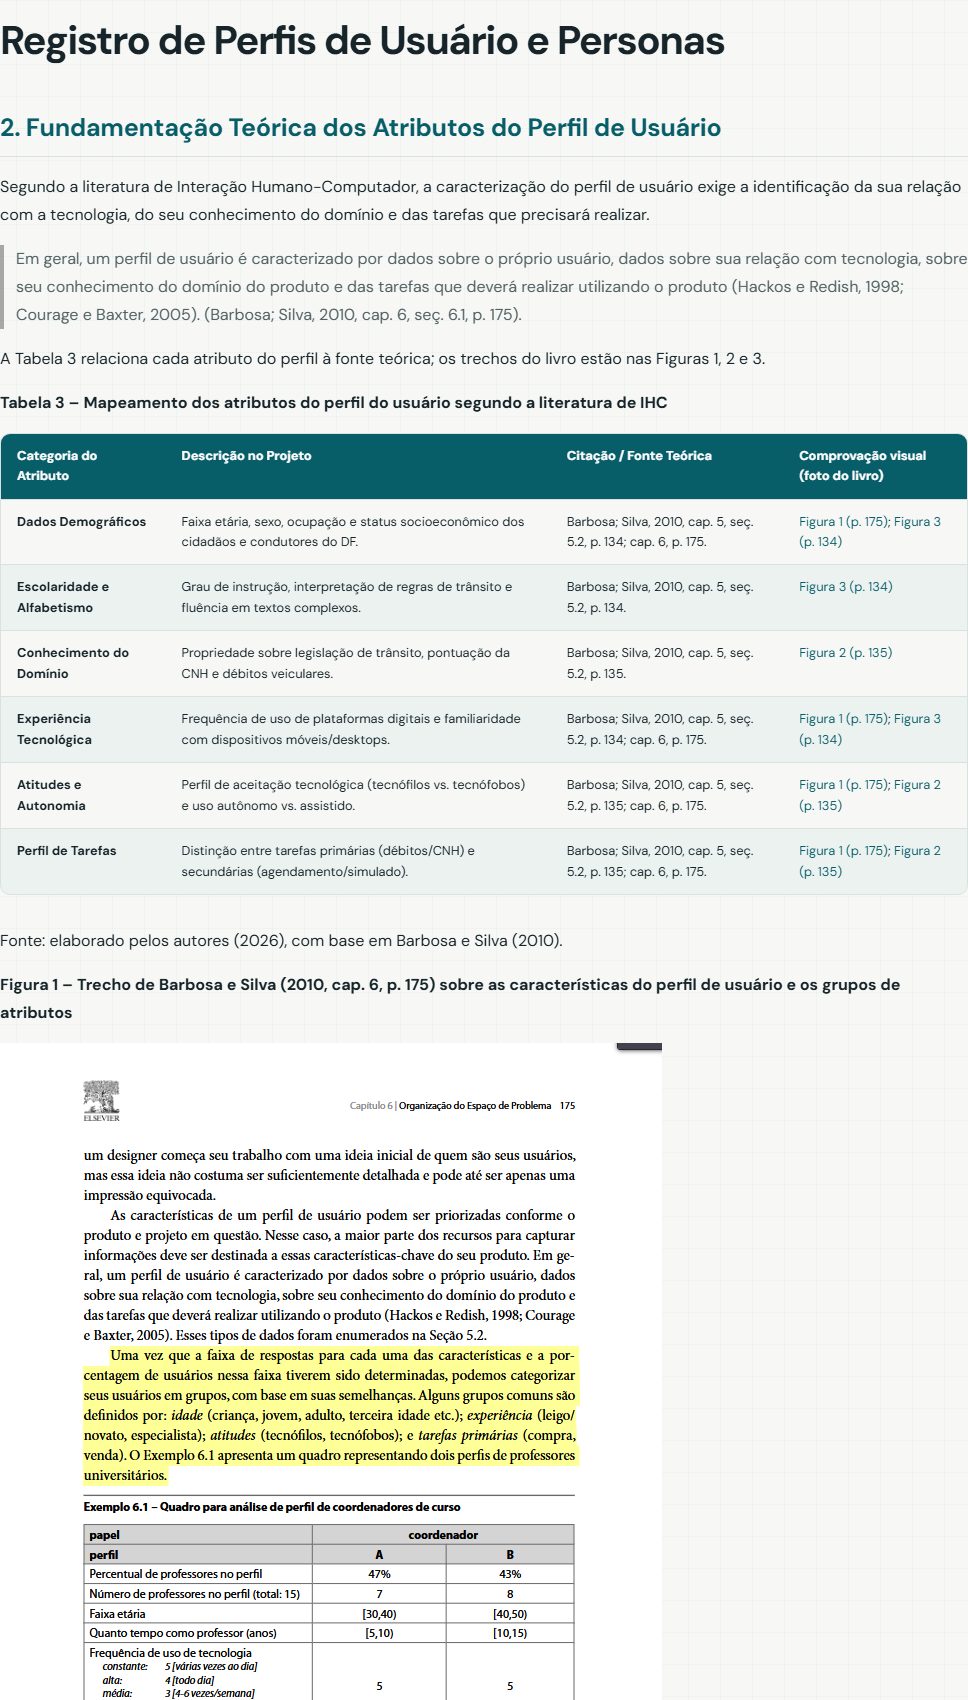 Registro de Perfis de Usuário e Personas
2. Fundamentação Teórica dos Atributos do Perfil de Usuário
Segundo a literatura de Interação Humano-Computador, a caracterização do perfil de usuário exige a identificação da sua relação
com a tecnologia, do seu conhecimento do domínio e das tarefas que precisará realizar.
Em geral, um perfil de usuário é caracterizado por dados sobre o próprio usuário, dados sobre sua relação com tecnologia, sobre
seu conhecimento do domínio do produto e das tarefas que deverá realizar utilizando o produto (Hackos e Redish, 1998;
Courage e Baxter, 2005). (Barbosa; Silva, 2010, cap. 6, seç. 6.1, p. 175).
A Tabela 3 relaciona cada atributo do perfil à fonte teórica; os trechos do livro estão nas Figuras 1, 2 e 3.
Tabela 3 – Mapeamento dos atributos do perfil do usuário segundo a literatura de IHC
Categoria do Atributo
Descrição no Projeto
Citação / Fonte Teórica
Comprovação visual (foto do livro)
Dados Demográficos
Faixa etária, sexo, ocupação e status socioeconômico dos
cidadãos e condutores do DF.
Barbosa; Silva, 2010, cap. 5, seç.
5.2, p. 134; cap. 6, p. 175.
Figura 1 (p. 175); Figura 3
(p. 134)
Escolaridade e
Alfabetismo
Grau de instrução, interpretação de regras de trânsito e
fluência em textos complexos.
Barbosa; Silva, 2010, cap. 5, seç.
5.2, p. 134.
Figura 3 (p. 134)
Conhecimento do
Domínio
Propriedade sobre legislação de trânsito, pontuação da
CNH e débitos veiculares.
Barbosa; Silva, 2010, cap. 5, seç.
5.2, p. 135.
Figura 2 (p. 135)
Experiência
Tecnológica
Frequência de uso de plataformas digitais e familiaridade
com dispositivos móveis/desktops.
Barbosa; Silva, 2010, cap. 5, seç.
5.2, p. 134; cap. 6, p. 175.
Figura 1 (p. 175); Figura 3
(p. 134)
Atitudes e
Autonomia
Perfil de aceitação tecnológica (tecnófilos vs. tecnófobos)
e uso autônomo vs. assistido.
Barbosa; Silva, 2010, cap. 5, seç.
5.2, p. 135; cap. 6, p. 175.
Figura 1 (p. 175); Figura 2
(p. 135)
Perfil de Tarefas
Distinção entre tarefas primárias (débitos/CNH) e
secundárias (agendamento/simulado).
Barbosa; Silva, 2010, cap. 5, seç.
5.2, p. 135; cap. 6, p. 175.
Figura 1 (p. 175); Figura 2
(p. 135)
Fonte: elaborado pelos autores (2026), com base em Barbosa e Silva (2010).
Figura 1 – Trecho de Barbosa e Silva (2010, cap. 6, p. 175) sobre as características do perfil de usuário e os grupos de
atributos
ELSEVIER
Capítulo 6 | Organização do Espaço de Problema 175
um designer começa seu trabalho com uma ideia inicial de quem são seus usuários,
mas essa ideia não costuma ser suficientemente detalhada e pode até ser apenas uma
impressão equivocada.
As características de um perfil de usuário podem ser priorizadas conforme o
produto e projeto em questão. Nesse caso, a maior parte dos recursos para capturar
informações deve ser destinada a essas características-chave do seu produto. Em ge-
ral, um perfil de usuário é caracterizado por dados sobre o próprio usuário, dados
sobre sua relação com tecnologia, sobre seu conhecimento do domínio do produto e
das tarefas que deverá realizar utilizando o produto (Hackos e Redish, 1998; Courage
e Baxter, 2005). Esses tipos de dados foram enumerados na Seção 5.2.
Uma vez que a faixa de respostas para cada uma das características e a por-
centagem de usuários nessa faixa tiverem sido determinadas, podemos categorizar
seus usuários em grupos, com base em suas semelhanças. Alguns grupos comuns são
definidos por: idade (criança, jovem, adulto, terceira idade etc.); experiência (leigo/
novato, especialista); atitudes (tecnófilos, tecnófobos); e tarefas primárias (compra,
venda). O Exemplo 6.1 apresenta um quadro representando dois perfis de professores
universitários.
Exemplo 6.1 – Quadro para análise de perfil de coordenadores de curso
papel coordenador
perfil A B
Percentual de professores no perfil 47% 43%
Número de professores no perfil (total: 15) 7 8
Faixa etária [30,40) [40,50)
Quanto tempo como professor (anos) [5,10) [10,15)
Frequência de uso de tecnologia
constante: 5 [várias vezes ao dia]
alta: 4 [todo dia]
média: 3 [4-6 vezes/semana]
5 5